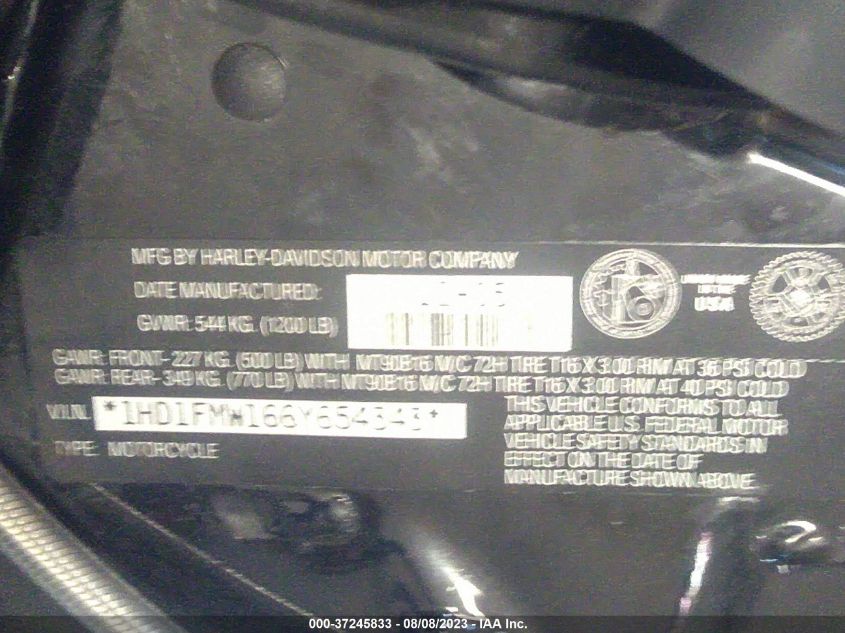 MFG BY HARLEY-DAVIDSON MOTOR COMPANY
DATE MANUFACTURED:
GVWR: 544 KG. (1200 LB)
GAWR: FRONT- 227 KG. (500 LB) WITH MT90B16 M/C 72H TIRE T16 X 3.00 RIM AT 36 PSI COLD
GAWR: REAR- 349 KG. (770 LB) WITH MT90B16 M/C 72H TIRE T16 X 3.00 RIM AT 40 PSI COLD
V.I.N. *1HD1FMW166Y654343*
TYPE: MOTORCYCLE
THIS VEHICLE CONFORMS TO ALL
APPLICABLE U.S. FEDERAL MOTOR
VEHICLE SAFETY STANDARDS IN
EFFECT ON THE DATE OF
MANUFACTURE SHOWN ABOVE
USA
000-37245833 - 08/08/2023 - IAA Inc.